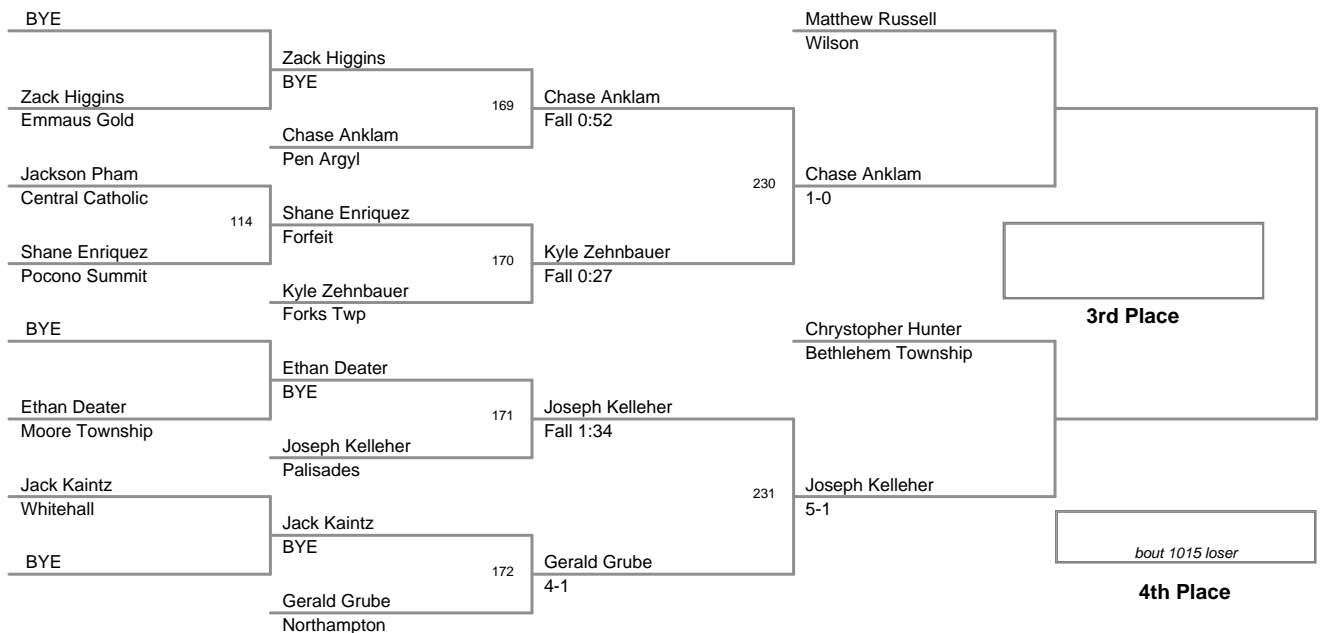 BYE
Matthew Russell
Wilson
Zack Higgins
BYE
Zack Higgins
Emmaus Gold
169
Chase Anklam
Fall 0:52
Chase Anklam
Pen Argyl
Jackson Pham
Central Catholic
230
Chase Anklam
1-0
114
Shane Enriquez
Forfeit
Shane Enriquez
Pocono Summit
170
Kyle Zehnbauer
Fall 0:27
Kyle Zehnbauer
Forks Twp
3rd Place
BYE
Chrystopher Hunter
Bethlehem Township
Ethan Deater
BYE
Ethan Deater
Moore Township
171
Joseph Kelleher
Fall 1:34
Joseph Kelleher
Palisades
Jack Kaintz
Whitehall
231
Joseph Kelleher
5-1
Jack Kaintz
BYE
BYE
172
Gerald Grube
4-1
bout 1015 loser
4th Place
Gerald Grube
Northampton